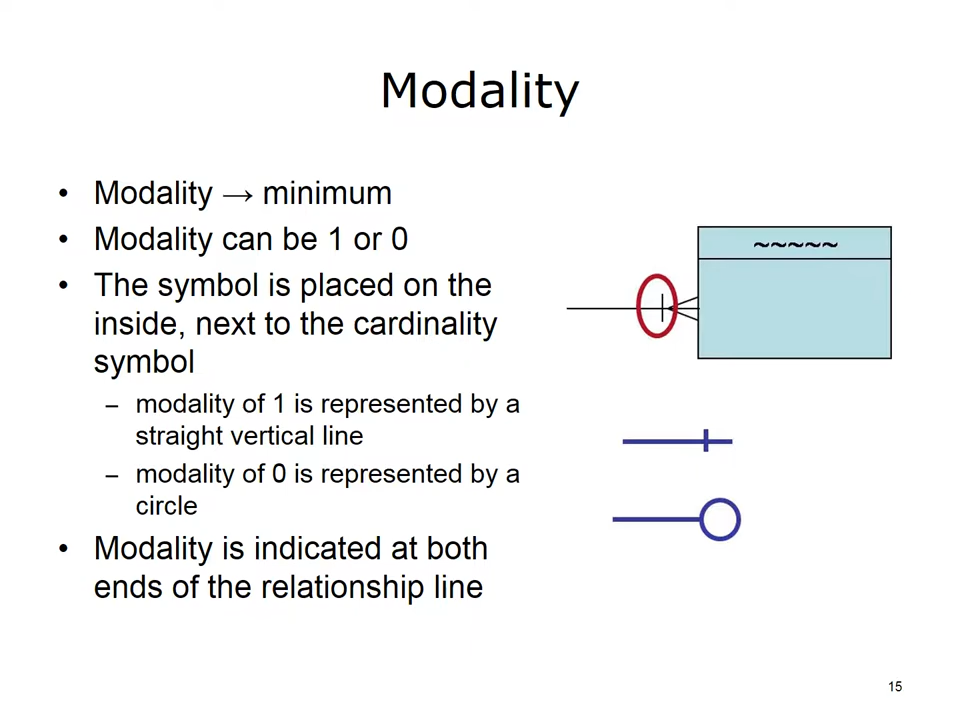 Modality
• Modality → minimum
• Modality can be 1 or 0
• The symbol is placed on the
inside, next to the cardinality
symbol
– modality of 1 is represented by a
straight vertical line
– modality of 0 is represented by a
circle
• Modality is indicated at both
ends of the relationship line
~~~~~
15